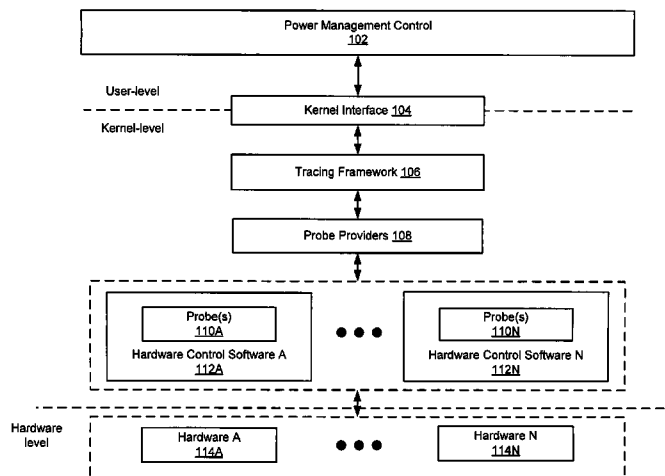 Power Management Control
102
User-level
Kernel Interface 104
Kernel-level
Tracing Framework 106
Probe Providers 108
Probe(s)
110A
Hardware Control Software A
112A
Probe(s)
110N
Hardware Control Software N
112N
Hardware
level
Hardware A
114A
Hardware N
114N